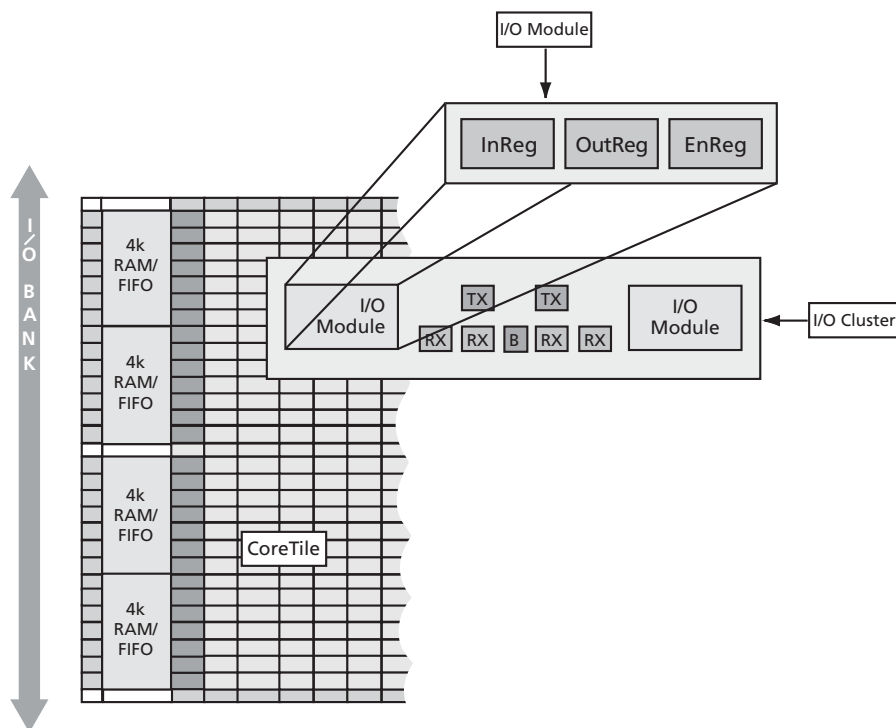 I/O Module
InReg
OutReg
EnReg
I/O BANK
4k
RAM/
FIFO
I/O
Module
TX
TX
RX
RX
B
RX
RX
I/O
Module
I/O Cluster
4k
RAM/
FIFO
4k
RAM/
FIFO
CoreTile
4k
RAM/
FIFO